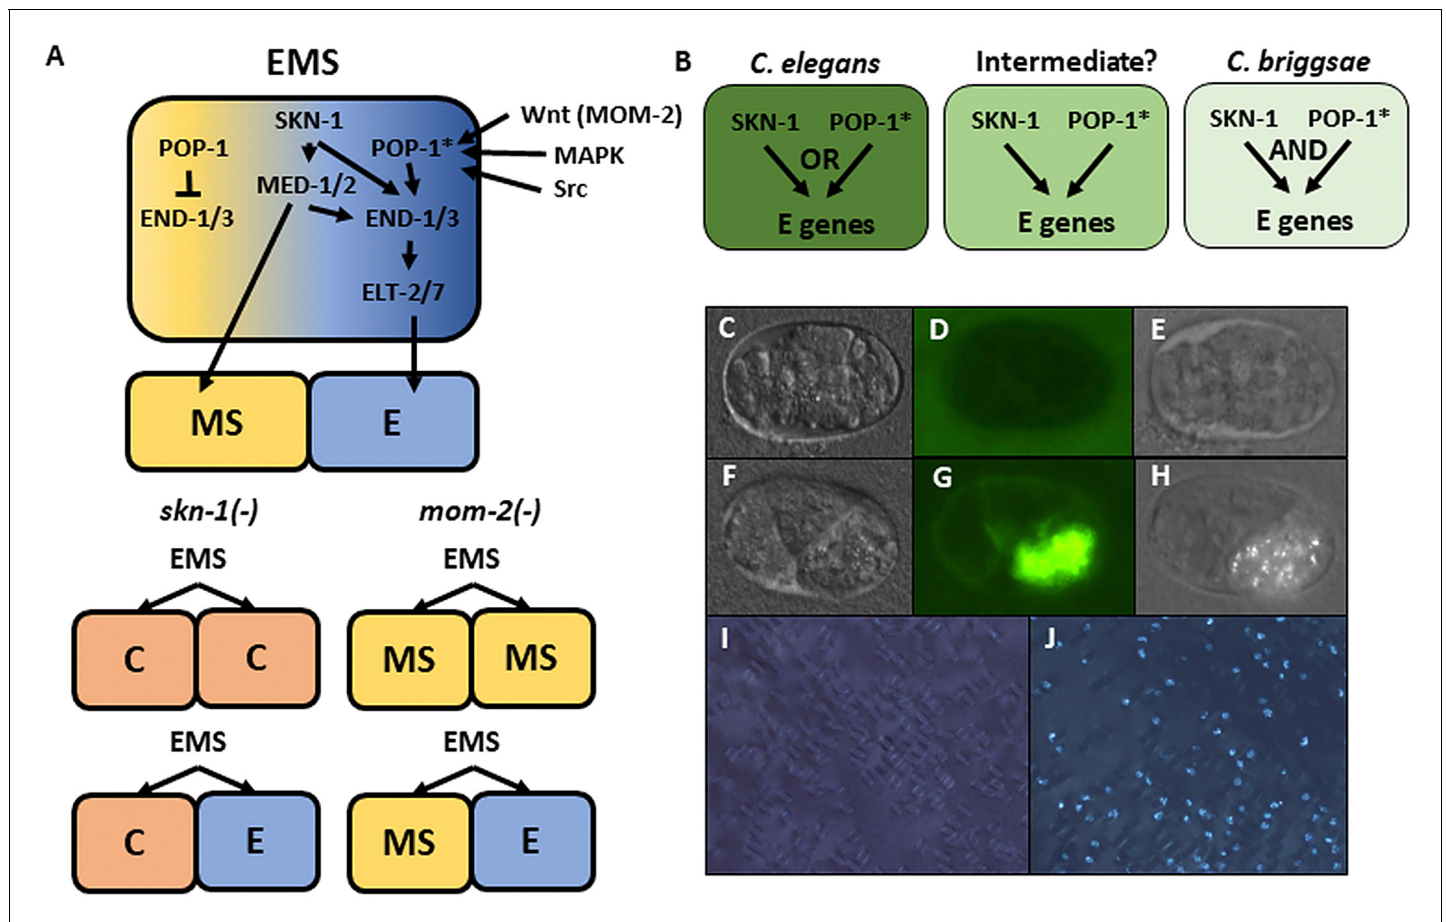 A
EMS
SKN-1
POP-1
POP-1*
Wnt (MOM-2)
MAPK
Src
MED-1/2
END-1/3
END-1/3
ELT-2/7
MS
E
skn-1(-)
mom-2(-)
EMS
EMS
C
C
MS
MS
EMS
EMS
C
E
MS
E
B
C. elegans
Intermediate?
C. briggsae
SKN-1
POP-1*
OR
E genes
SKN-1
POP-1*
E genes
SKN-1
POP-1*
AND
E genes
C
D
E
F
G
H
I
J